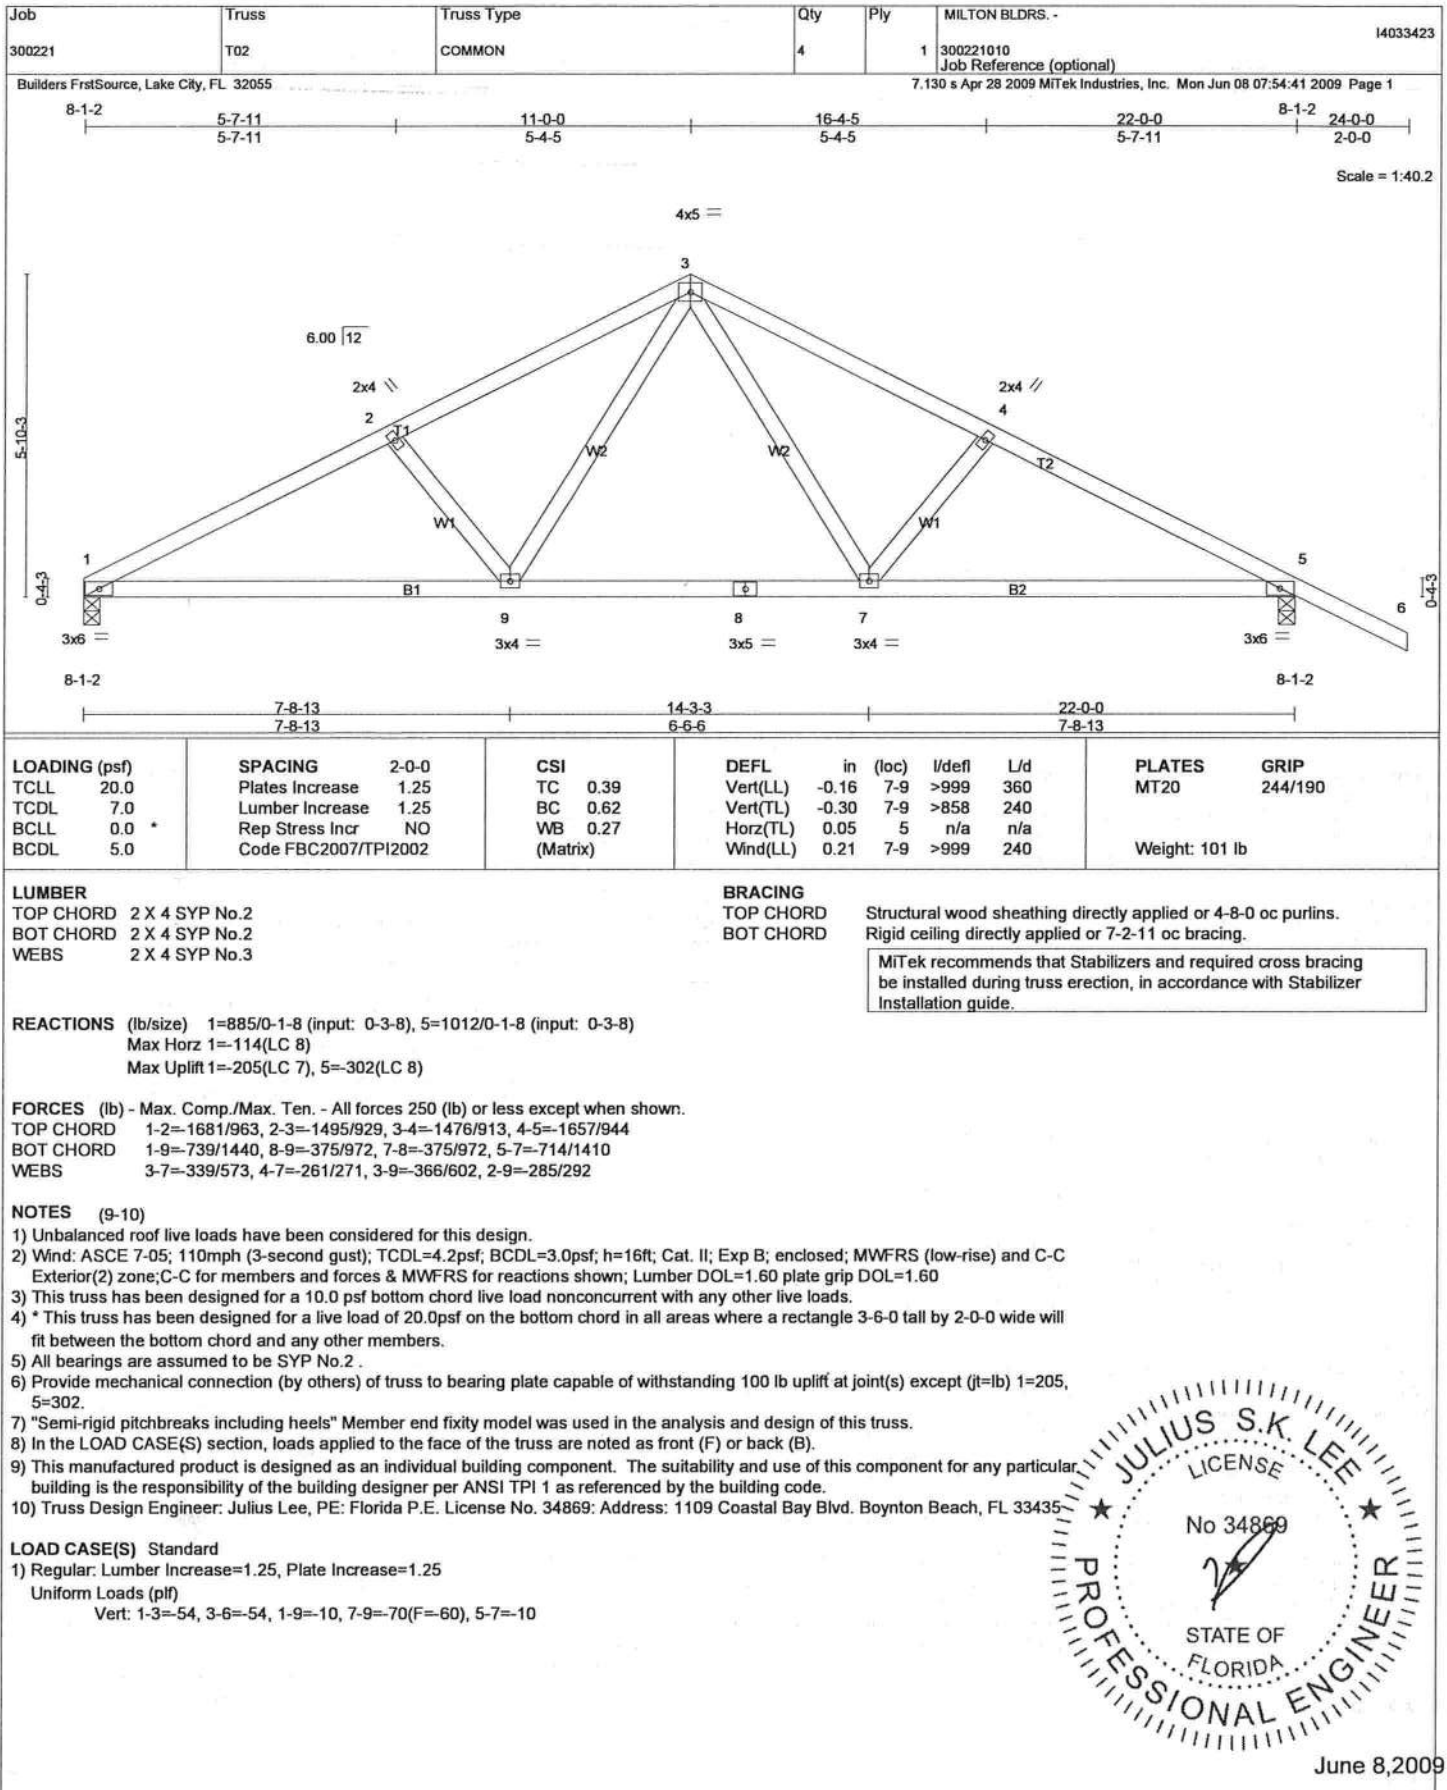 Job Truss Truss Type Qty Ply MILTON BLDRS. -
I4033423
300221 T02 COMMON 4 1 300221010
Job Reference (optional)
Builders FrstSource, Lake City, FL 32055 7.130 s Apr 28 2009 MiTek Industries, Inc. Mon Jun 08 07:54:41 2009 Page 1
8-1-2 5-7-11 11-0-0 16-4-5 22-0-0 8-1-2 24-0-0
5-7-11 5-4-5 5-4-5 5-7-11 2-0-0
Scale = 1:40.2
4x5 =
3
6.00 12
2x4 \\ 2x4 //
2 4
T1
5-10-3
W2 W2
T2
W1 W1
1 5
0-4-3 B1 B2 0-4-3
6
9 8 7
3x6 = 3x4 = 3x5 = 3x4 = 3x6 =
8-1-2 8-1-2
7-8-13 14-3-3 22-0-0
7-8-13 6-6-6 7-8-13
LOADING (psf) SPACING 2-0-0 CSI DEFL in (loc) l/defl L/d PLATES GRIP
TCLL 20.0 Plates Increase 1.25 TC 0.39 Vert(LL) -0.16 7-9 >999 360 MT20 244/190
TCDL 7.0 Lumber Increase 1.25 BC 0.62 Vert(TL) -0.30 7-9 >858 240
BCLL 0.0 * Rep Stress Incr NO WB 0.27 Horz(TL) 0.05 5 n/a n/a
BCDL 5.0 Code FBC2007/TPI2002 (Matrix) Wind(LL) 0.21 7-9 >999 240 Weight: 101 lb
LUMBER BRACING
TOP CHORD 2 X 4 SYP No.2 TOP CHORD Structural wood sheathing directly applied or 4-8-0 oc purlins.
BOT CHORD 2 X 4 SYP No.2 BOT CHORD Rigid ceiling directly applied or 7-2-11 oc bracing.
WEBS 2 X 4 SYP No.3
MiTek recommends that Stabilizers and required cross bracing
be installed during truss erection, in accordance with Stabilizer
Installation guide.
REACTIONS (lb/size) 1=885/0-1-8 (input: 0-3-8), 5=1012/0-1-8 (input: 0-3-8)
Max Horz 1=-114(LC 8)
Max Uplift 1=-205(LC 7), 5=-302(LC 8)
FORCES (lb) - Max. Comp./Max. Ten. - All forces 250 (lb) or less except when shown.
TOP CHORD 1-2=-1681/963, 2-3=-1495/929, 3-4=-1476/913, 4-5=-1657/944
BOT CHORD 1-9=-739/1440, 8-9=-375/972, 7-8=-375/972, 5-7=-714/1410
WEBS 3-7=-339/573, 4-7=-261/271, 3-9=-366/602, 2-9=-285/292
NOTES (9-10)
1) Unbalanced roof live loads have been considered for this design.
2) Wind: ASCE 7-05; 110mph (3-second gust); TCDL=4.2psf; BCDL=3.0psf; h=16ft; Cat. II; Exp B; enclosed; MWFRS (low-rise) and C-C
Exterior(2) zone;C-C for members and forces & MWFRS for reactions shown; Lumber DOL=1.60 plate grip DOL=1.60
3) This truss has been designed for a 10.0 psf bottom chord live load nonconcurrent with any other live loads.
4) * This truss has been designed for a live load of 20.0psf on the bottom chord in all areas where a rectangle 3-6-0 tall by 2-0-0 wide will
fit between the bottom chord and any other members.
5) All bearings are assumed to be SYP No.2 .
6) Provide mechanical connection (by others) of truss to bearing plate capable of withstanding 100 lb uplift at joint(s) except (jt=lb) 1=205,
5=302.
7) "Semi-rigid pitchbreaks including heels" Member end fixity model was used in the analysis and design of this truss.
8) In the LOAD CASE(S) section, loads applied to the face of the truss are noted as front (F) or back (B).
9) This manufactured product is designed as an individual building component. The suitability and use of this component for any particular
building is the responsibility of the building designer per ANSI TPI 1 as referenced by the building code.
10) Truss Design Engineer: Julius Lee, PE: Florida P.E. License No. 34869: Address: 1109 Coastal Bay Blvd. Boynton Beach, FL 33435
LOAD CASE(S) Standard
1) Regular: Lumber Increase=1.25, Plate Increase=1.25
Uniform Loads (plf)
Vert: 1-3=-54, 3-6=-54, 1-9=-10, 7-9=-70(F=-60), 5-7=-10
JULIUS S.K. LEE
LICENSE
No 34869
STATE OF
FLORIDA
PROFESSIONAL ENGINEER
June 8,2009